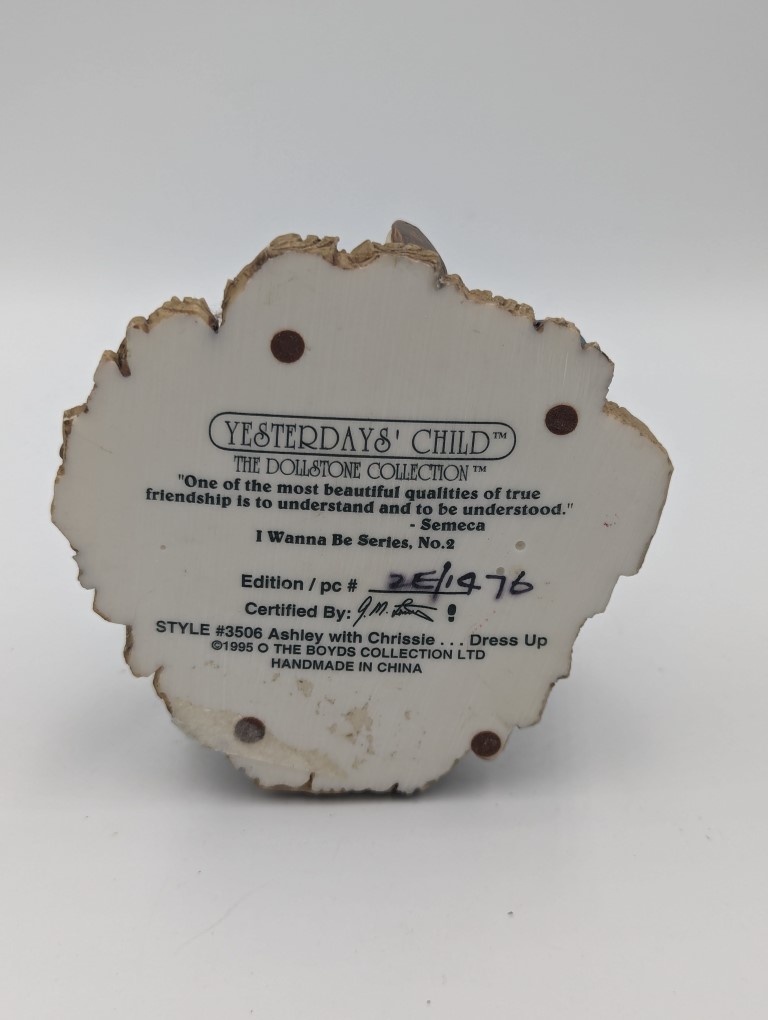 YESTERDAYS' CHILD™
THE DOLLSTONE COLLECTION™
"One of the most beautiful qualities of true
friendship is to understand and to be understood."
- Semeca
I Wanna Be Series, No.2
Edition / pc # 2E/1476
Certified By: !
STYLE #3506 Ashley with Chrissie . . . Dress Up
©1995 O THE BOYDS COLLECTION LTD
HANDMADE IN CHINA